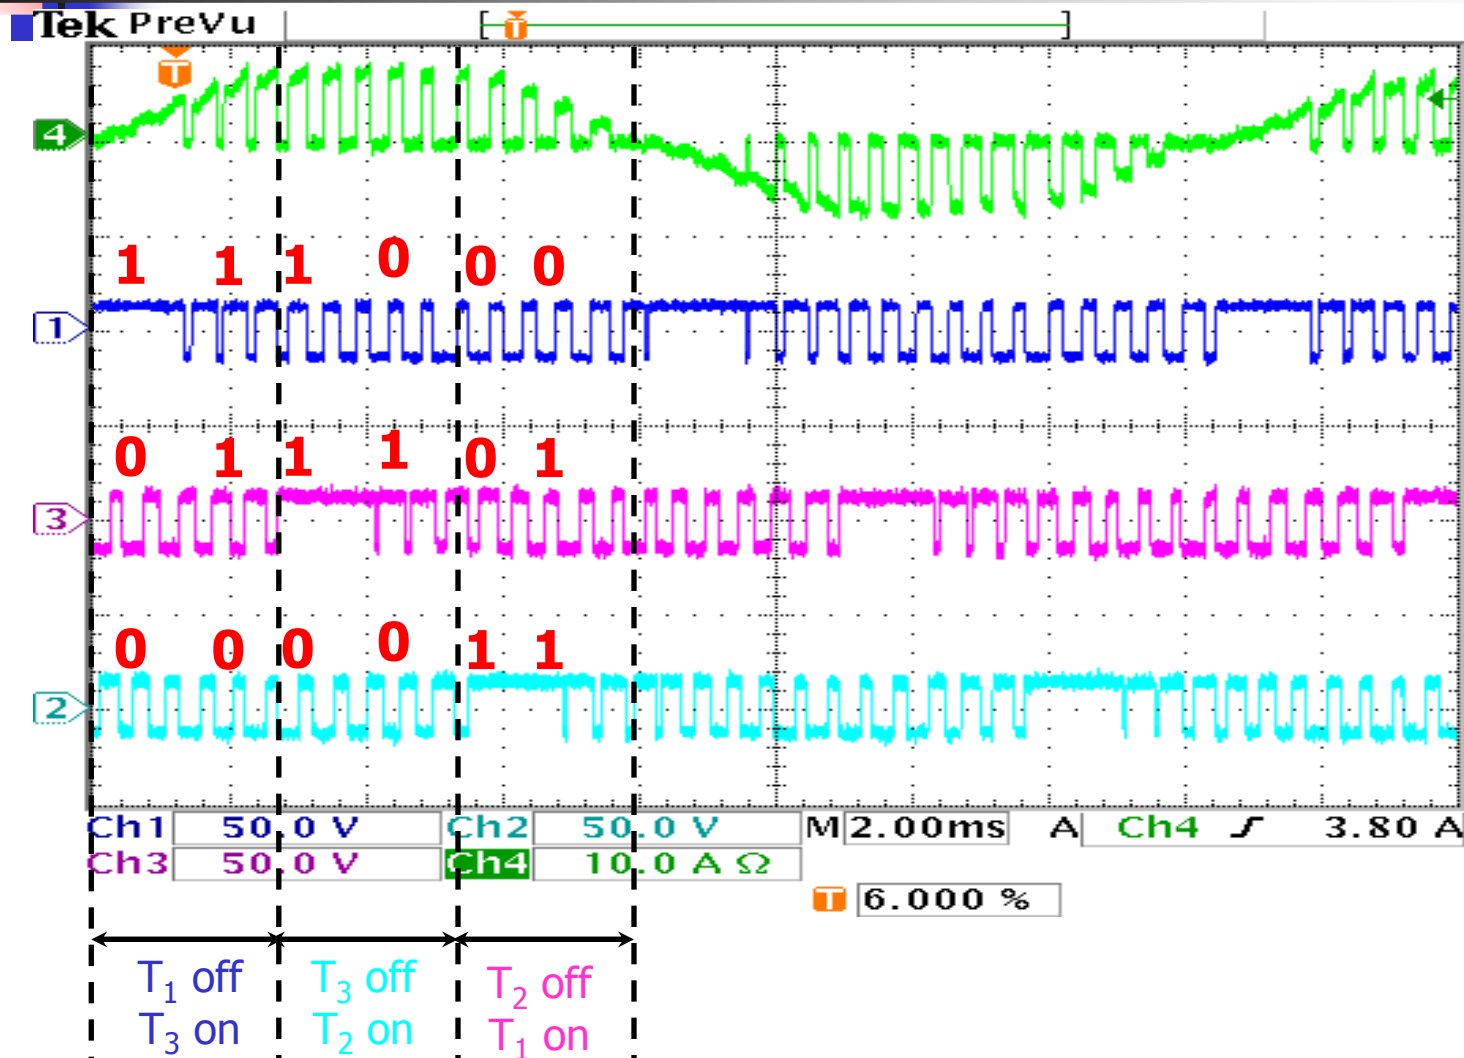 Tek PreVu
T
T
4
1 1 1 0 0 0
1
0 1 1 1 0 1
3
0 0 0 0 1 1
2
Ch1 50.0 V Ch2 50.0 V M 2.00ms A Ch4 3.80 A
Ch3 50.0 V Ch4 10.0 A Ω
T 6.000 %
T₁ off T₃ off T₂ off
T₃ on T₂ on T₁ on